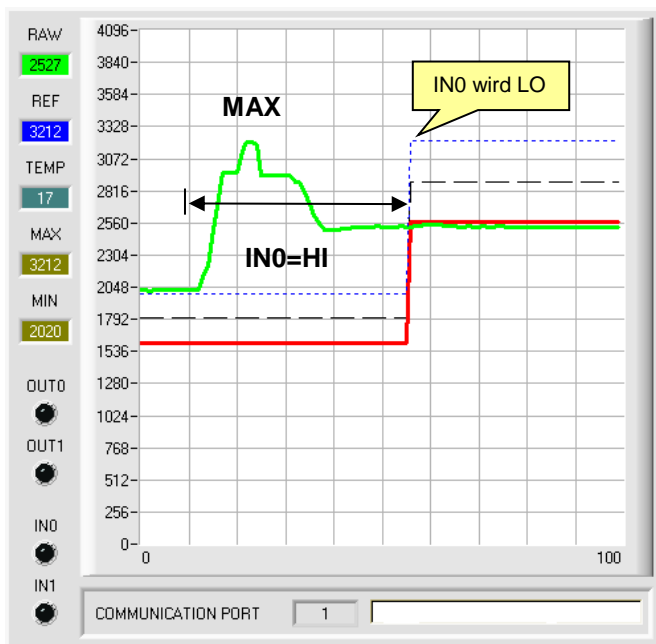 RAW
2527
REF
3212
TEMP
17
MAX
3212
MIN
2020
OUT0
OUT1
IN0
IN1
4096
3840
3584
3328
3072
2816
2560
2304
2048
1792
1536
1280
1024
768
512
256
0
MAX
IN0 wird LO
IN0=HI
0
100
COMMUNICATION PORT 1